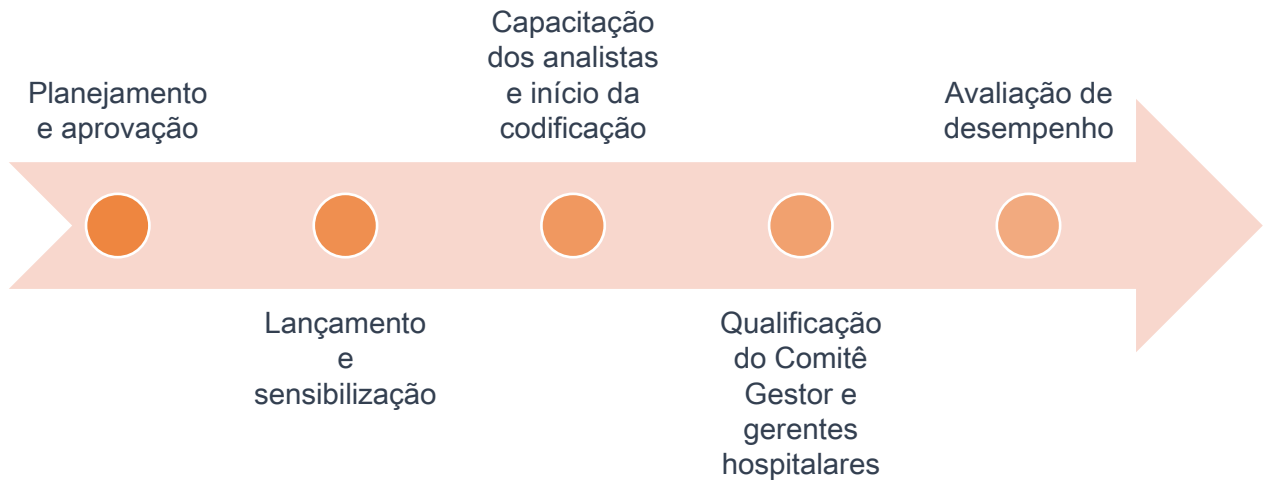 Planejamento
e aprovação
Lançamento
e
sensibilização
Capacitação
dos analistas
e início da
codificação
Qualificação
do Comitê
Gestor e
gerentes
hospitalares
Avaliação de
desempenho